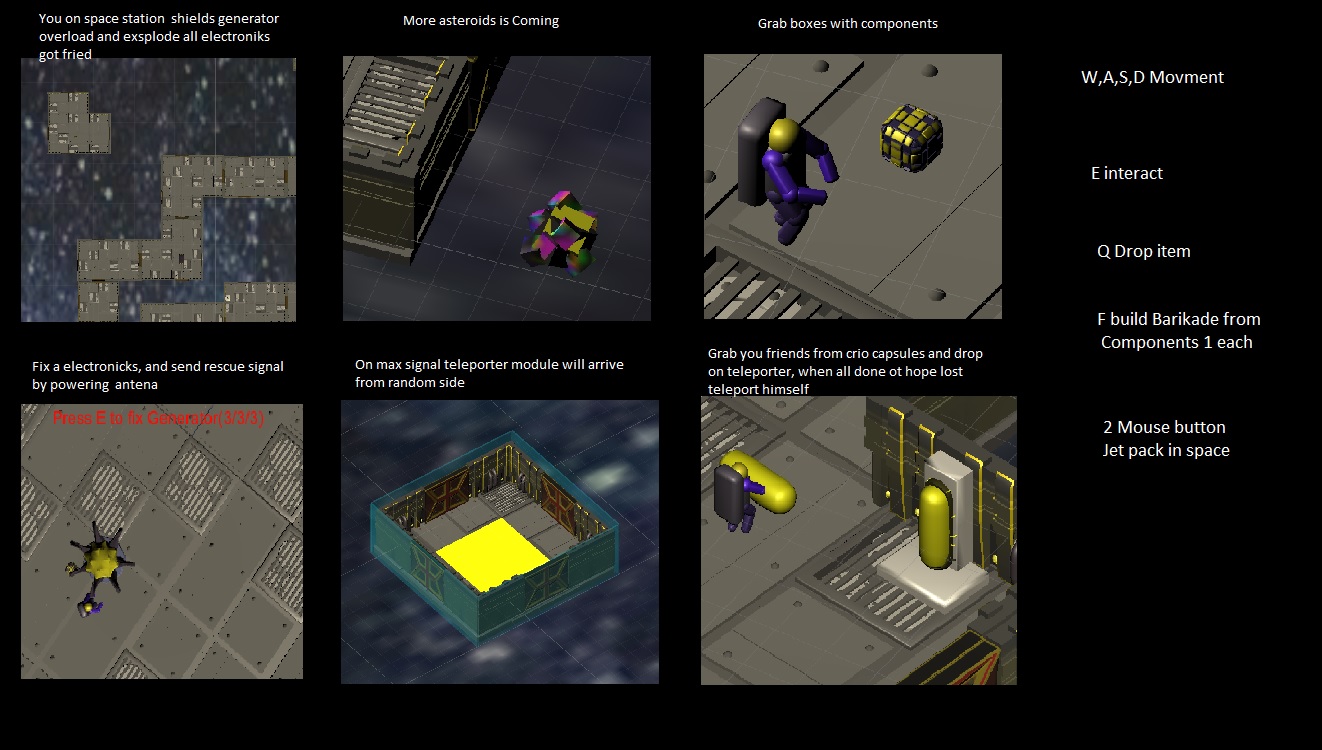 You on space station shields generator
overload and exsplode all electroniks
got fried
More asteroids is Coming
Grab boxes with components
W,A,S,D Movment
E interact
Q Drop item
F build Barikade from
Components 1 each
Fix a electronicks, and send rescue signal
by powering antena
On max signal teleporter module will arrive
from random side
Grab you friends from crio capsules and drop
on teleporter, when all done ot hope lost
teleport himself
Press E to fix Generator(3/3/3)
2 Mouse button
Jet pack in space